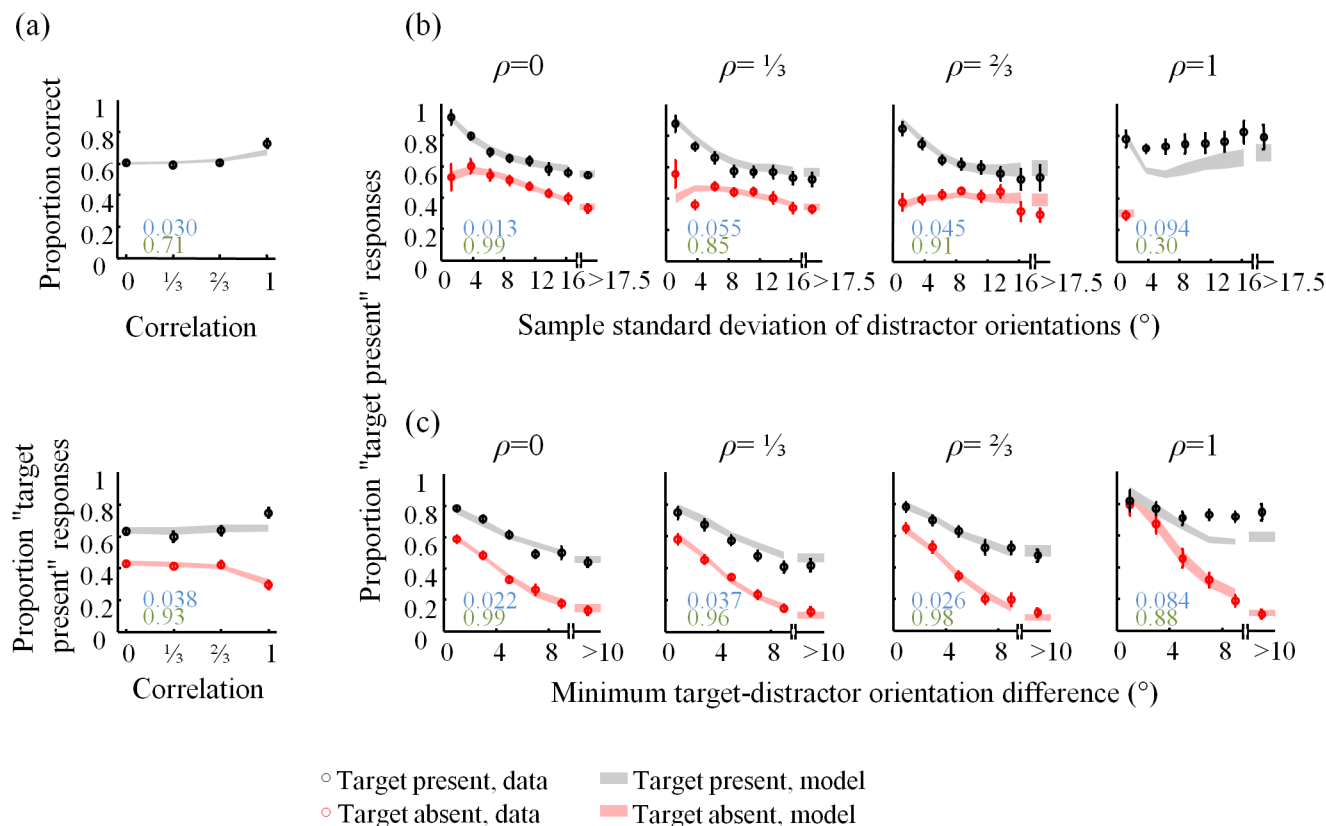 (a)
(b)
ρ=0
ρ= ⅓
ρ= ⅔
ρ=1
Proportion correct
1
0.8
0.6
0.4
0.2
0
0.030
0.71
0 ⅓ ⅔ 1
Correlation
Proportion "target present" responses
1
0.8
0.6
0.4
0.2
0
0.013
0.99
0 4 8 12 16 >17.5
0.055
0.85
0 4 8 12 16 >17.5
0.045
0.91
0 4 8 12 16 >17.5
0.094
0.30
0 4 8 12 16 >17.5
Sample standard deviation of distractor orientations (°)
Proportion "target
present" responses
1
0.8
0.6
0.4
0.2
0
0.038
0.93
0 ⅓ ⅔ 1
Correlation
(c)
ρ=0
ρ= ⅓
ρ= ⅔
ρ=1
1
0.8
0.6
0.4
0.2
0
0.022
0.99
0 4 8 >10
0.037
0.96
0 4 8 >10
0.026
0.98
0 4 8 >10
0.084
0.88
0 4 8 >10
Minimum target-distractor orientation difference (°)
Target present, data
Target present, model
Target absent, data
Target absent, model